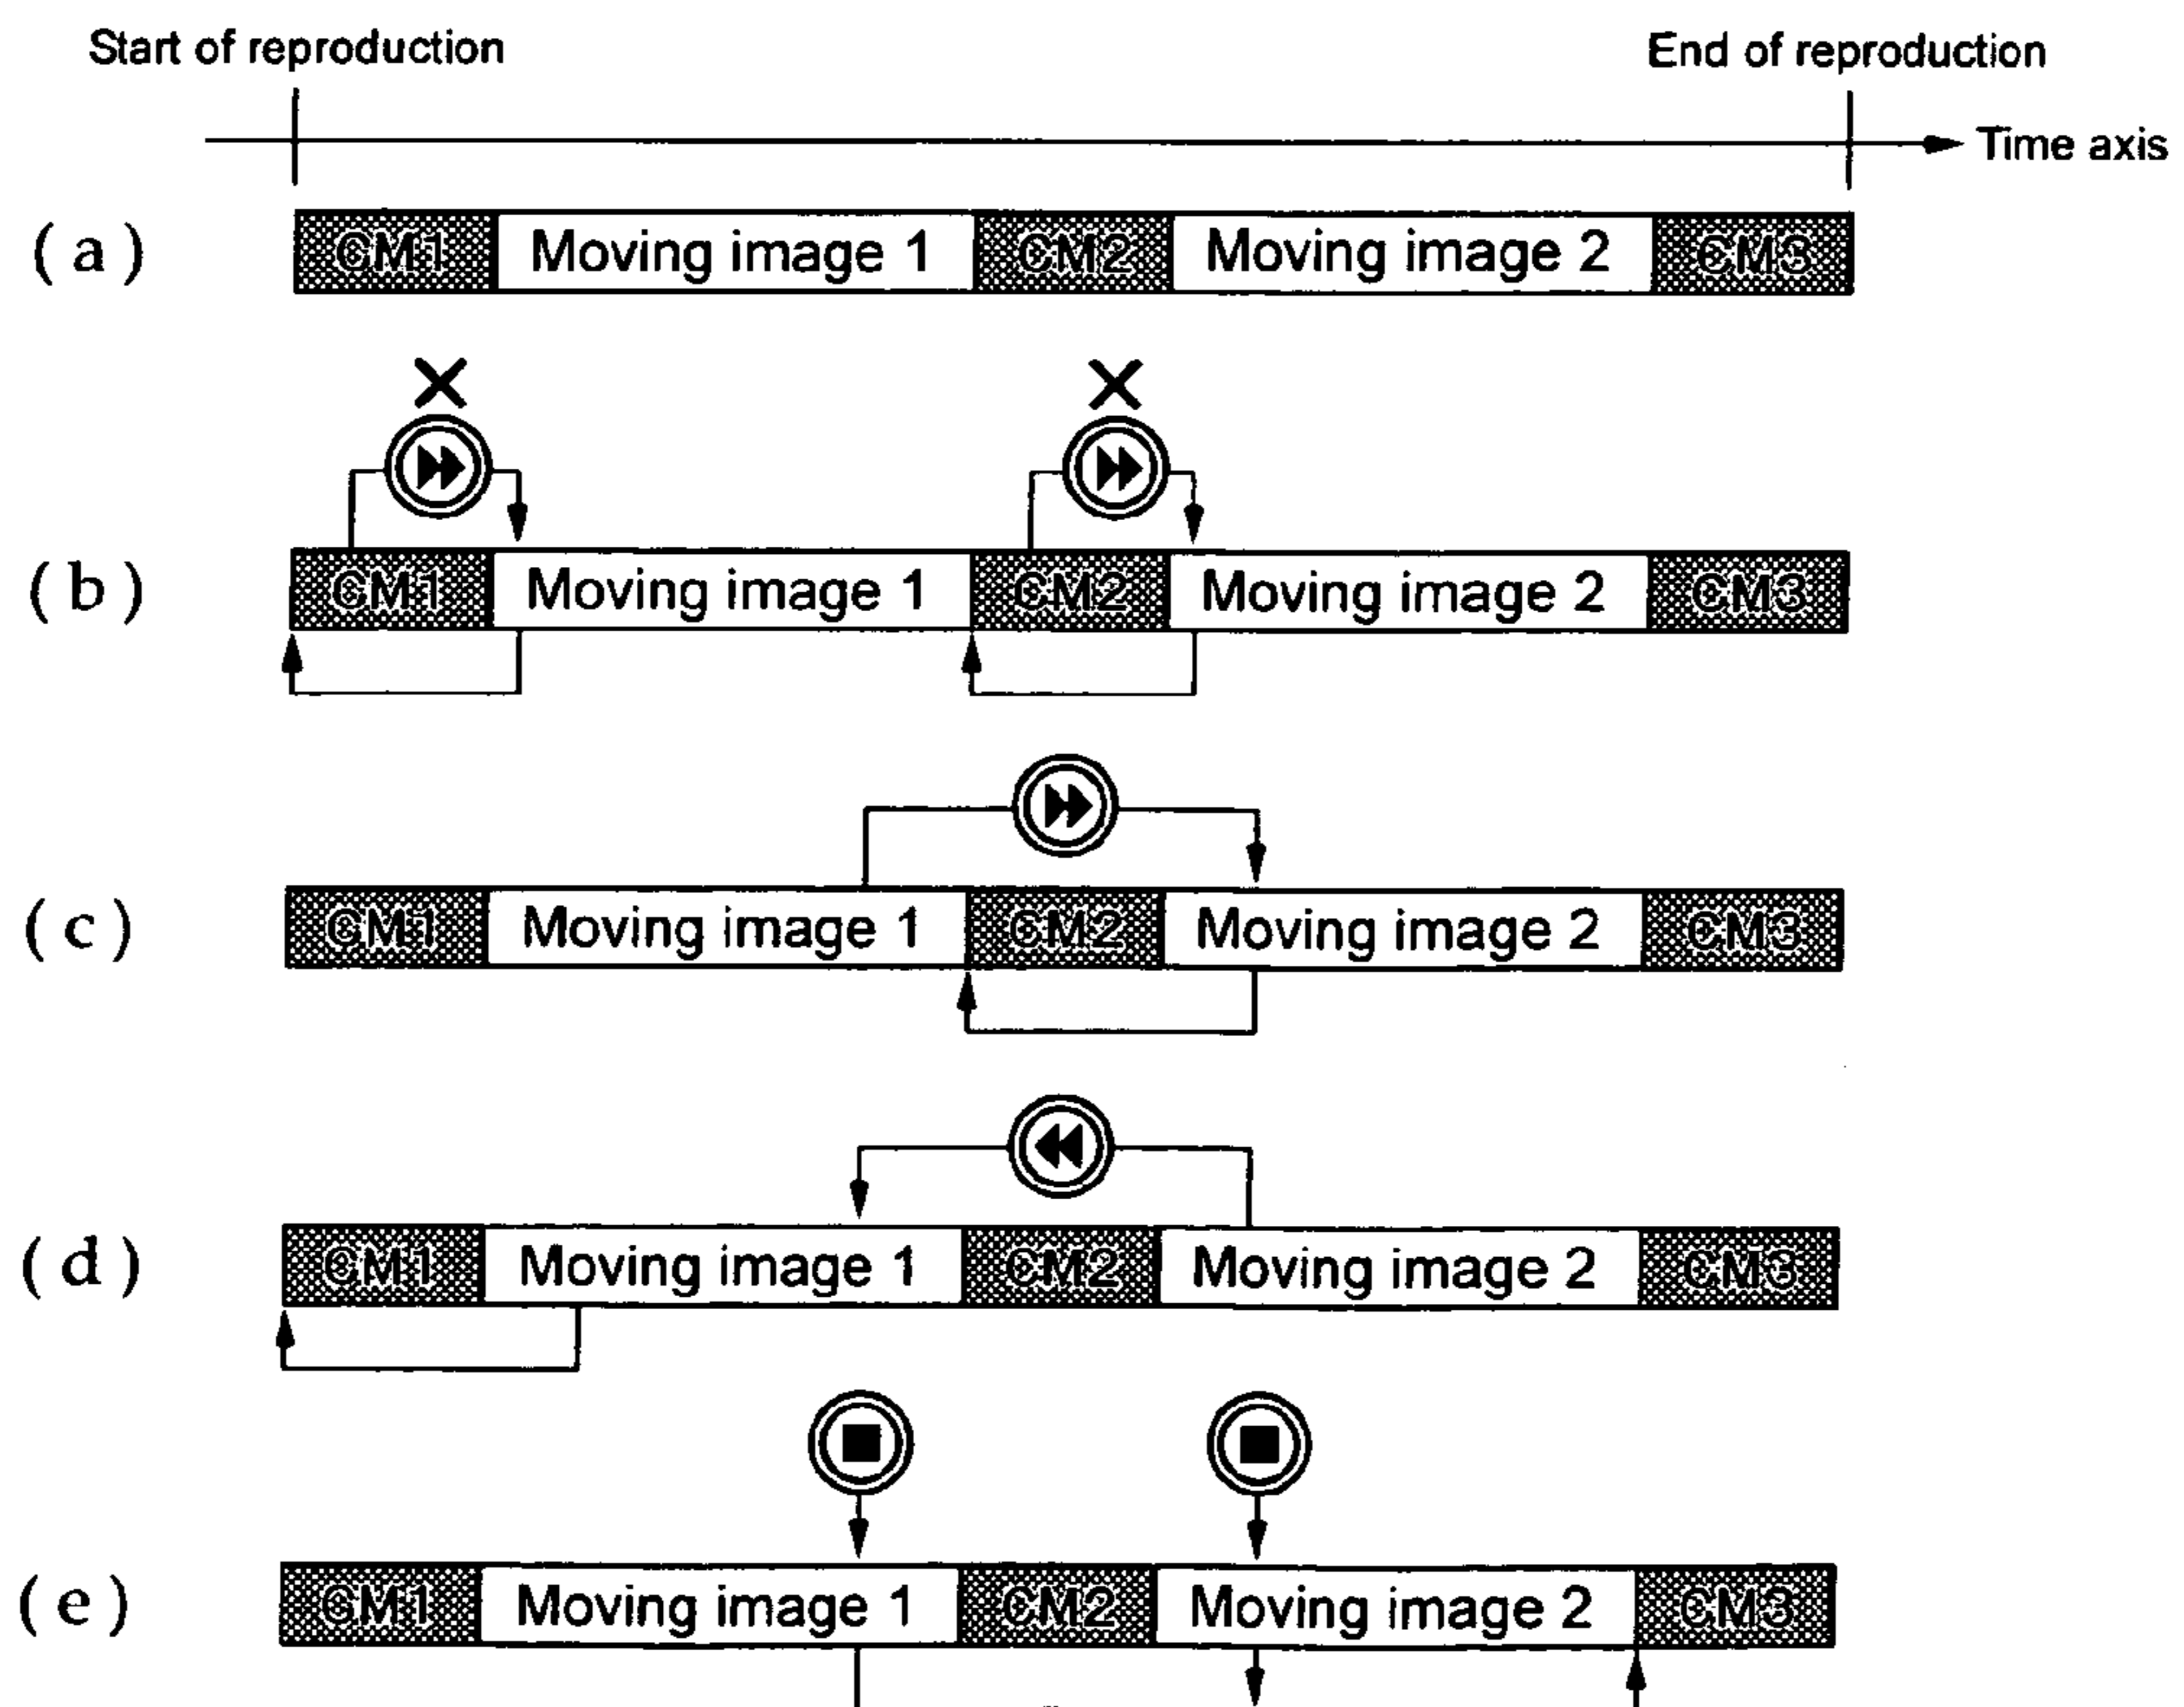 Start of reproduction
End of reproduction
Time axis
(a)
CM1 Moving image 1 CM2 Moving image 2 CM3
(b)
CM1 Moving image 1 CM2 Moving image 2 CM3
(c)
CM1 Moving image 1 CM2 Moving image 2 CM3
(d)
CM1 Moving image 1 CM2 Moving image 2 CM3
(e)
CM1 Moving image 1 CM2 Moving image 2 CM3